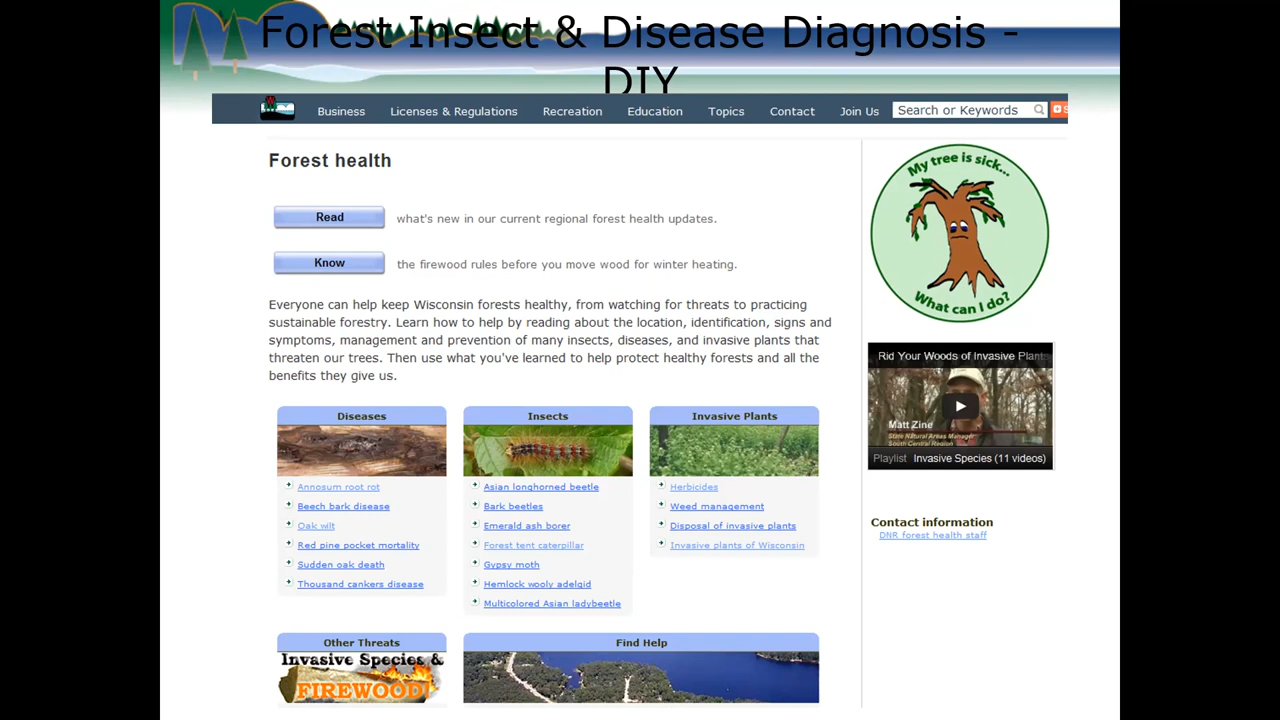 Forest Insect & Disease Diagnosis -
DIY
Business Licenses & Regulations Recreation Education Topics Contact Join Us Search or Keywords
Forest health
Read what's new in our current regional forest health updates.
Know the firewood rules before you move wood for winter heating.
Everyone can help keep Wisconsin forests healthy, from watching for threats to practicing
sustainable forestry. Learn how to help by reading about the location, identification, signs and
symptoms, management and prevention of many insects, diseases, and invasive plants that
threaten our trees. Then use what you've learned to help protect healthy forests and all the
benefits they give us.
Diseases
Annosum root rot
Beech bark disease
Oak wilt
Red pine pocket mortality
Sudden oak death
Thousand cankers disease
Insects
Asian longhorned beetle
Bark beetles
Emerald ash borer
Forest tent caterpillar
Gypsy moth
Hemlock wooly adelgid
Multicolored Asian ladybeetle
Invasive Plants
Herbicides
Weed management
Disposal of invasive plants
Invasive plants of Wisconsin
Other Threats
Invasive Species &
FIREWOOD!
Find Help
My tree is sick...
What can I do?
Rid Your Woods of Invasive Plants
Matt Zine
State Natural Areas Manager
South Central Region
Playlist Invasive Species (11 videos)
Contact information
DNR forest health staff